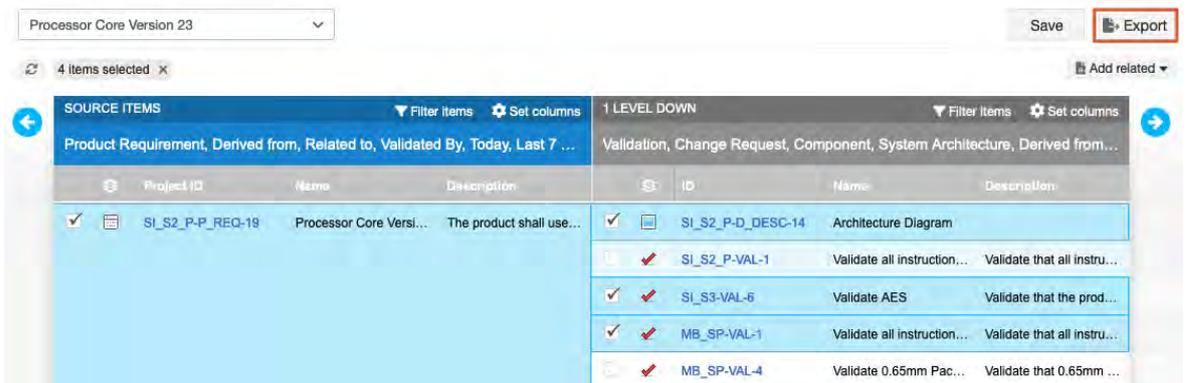 Processor Core Version 23 Save Export
4 items selected × Add related
SOURCE ITEMS Filter items Set columns 1 LEVEL DOWN Filter items Set columns
Product Requirement, Derived from, Related to, Validated By, Today, Last 7 ... Validation, Change Request, Component, System Architecture, Derived from...
Project ID Name Description ID Name Description
SI_S2_P-P_REQ-19 Processor Core Versi... The product shall use... SI_S2_P-D_DESC-14 Architecture Diagram
SI_S2_P-VAL-1 Validate all instruction... Validate that all instru...
SI_S3-VAL-6 Validate AES Validate that the prod...
MB_SP-VAL-1 Validate all instruction... Validate that all instru...
MB_SP-VAL-4 Validate 0.65mm Pac... Validate that 0.65mm ...